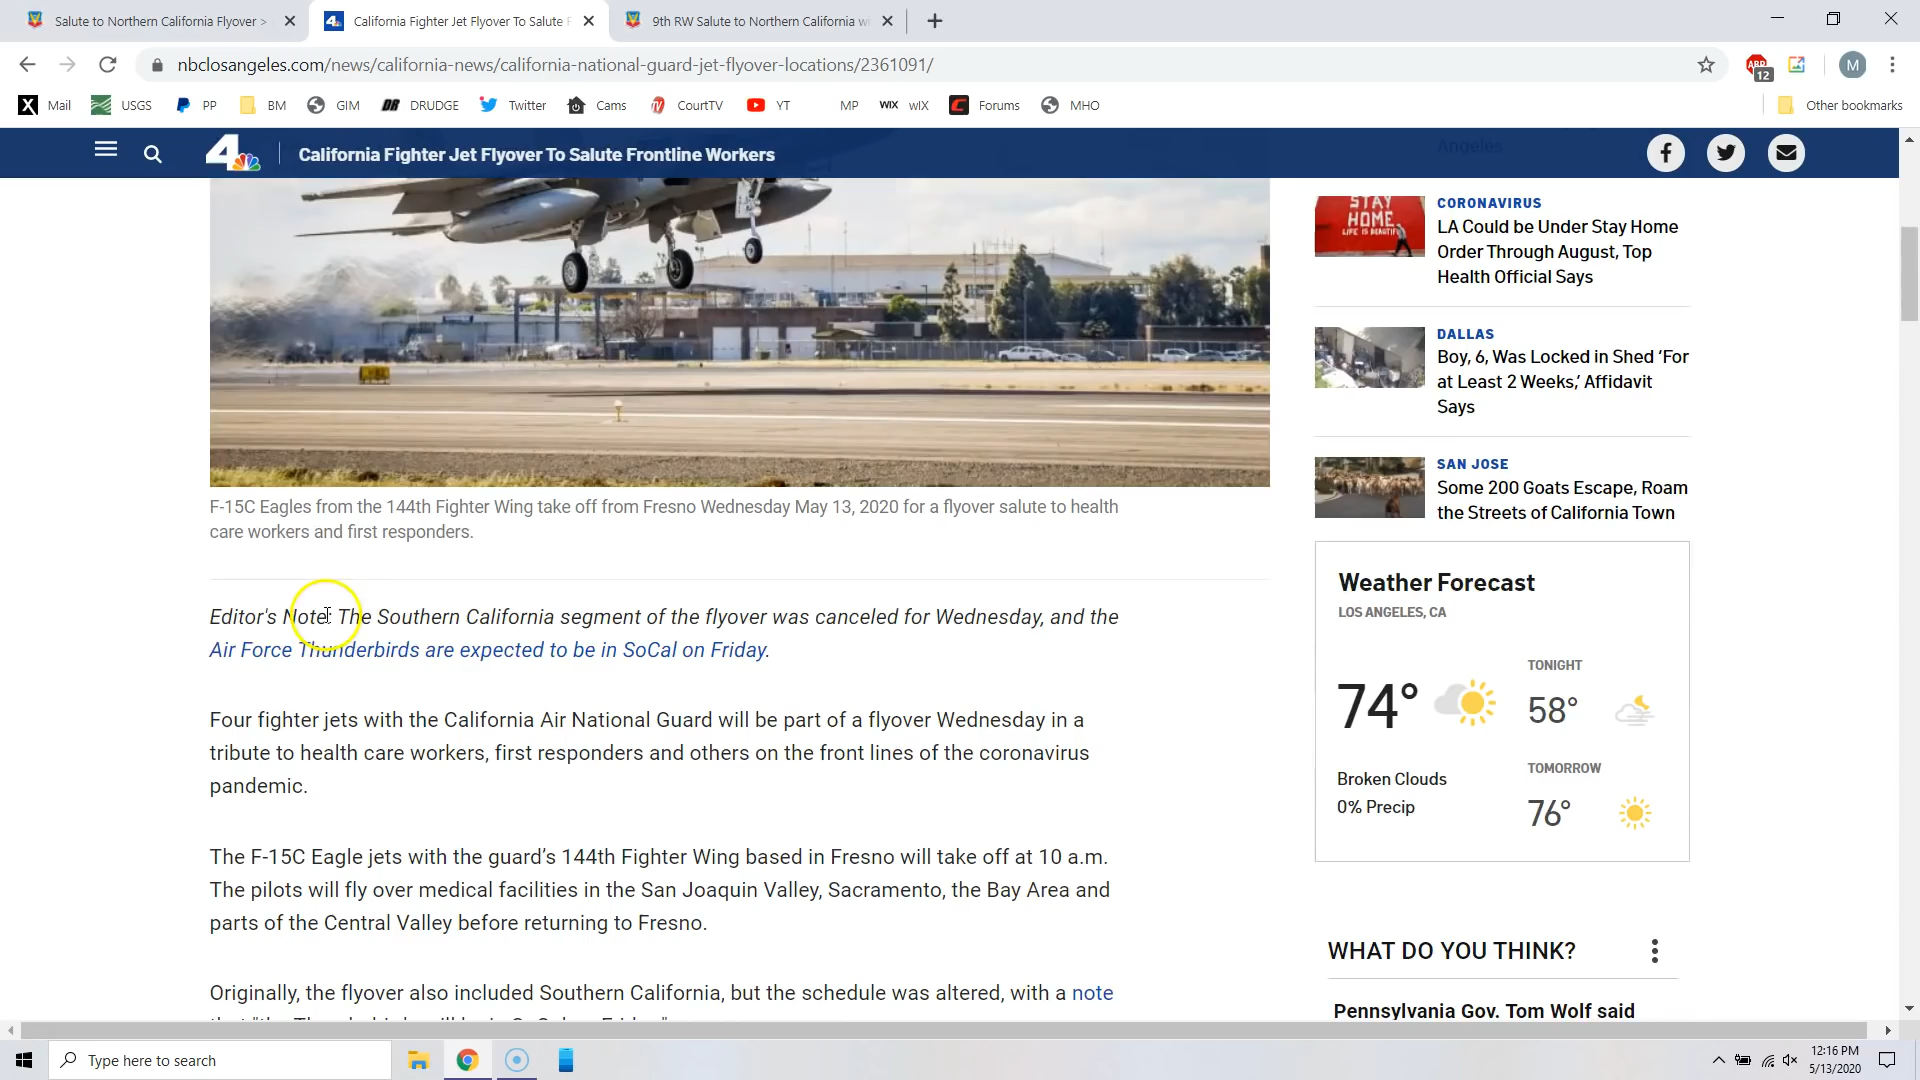 Salute to Northern California Flyover >
California Fighter Jet Flyover To Salute F
9th RW Salute to Northern California wi
nbclosangeles.com/news/california-news/california-national-guard-jet-flyover-locations/2361091/
ABP
12
M
Mail
USGS
PP
BM
GIM
DRUDGE
Twitter
Cams
CourtTV
YT
MP
WIX
wIX
Forums
MHO
Other bookmarks
4
California Fighter Jet Flyover To Salute Frontline Workers
Angeles
STAY
HOME.
LIFE IS BEAUTIFUL
CORONAVIRUS
LA Could be Under Stay Home
Order Through August, Top
Health Official Says
DALLAS
Boy, 6, Was Locked in Shed ‘For
at Least 2 Weeks,’ Affidavit
Says
SAN JOSE
Some 200 Goats Escape, Roam
the Streets of California Town
F-15C Eagles from the 144th Fighter Wing take off from Fresno Wednesday May 13, 2020 for a flyover salute to health
care workers and first responders.
Editor's Note: The Southern California segment of the flyover was canceled for Wednesday, and the
Air Force Thunderbirds are expected to be in SoCal on Friday.
Four fighter jets with the California Air National Guard will be part of a flyover Wednesday in a
tribute to health care workers, first responders and others on the front lines of the coronavirus
pandemic.
The F-15C Eagle jets with the guard’s 144th Fighter Wing based in Fresno will take off at 10 a.m.
The pilots will fly over medical facilities in the San Joaquin Valley, Sacramento, the Bay Area and
parts of the Central Valley before returning to Fresno.
Originally, the flyover also included Southern California, but the schedule was altered, with a note
Weather Forecast
LOS ANGELES, CA
74°
Broken Clouds
0% Precip
TONIGHT
58°
TOMORROW
76°
WHAT DO YOU THINK?
Pennsylvania Gov. Tom Wolf said
Type here to search
12:16 PM
5/13/2020